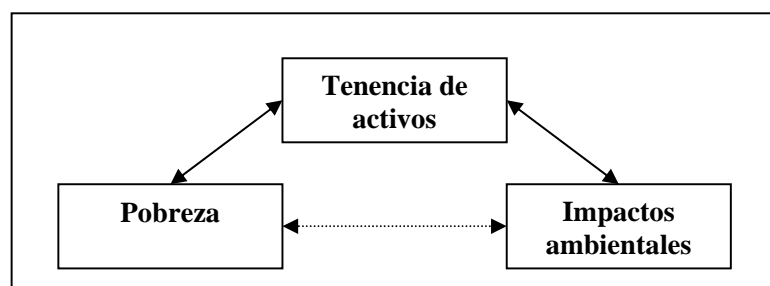 Tenencia de
activos
Pobreza
Impactos
ambientales